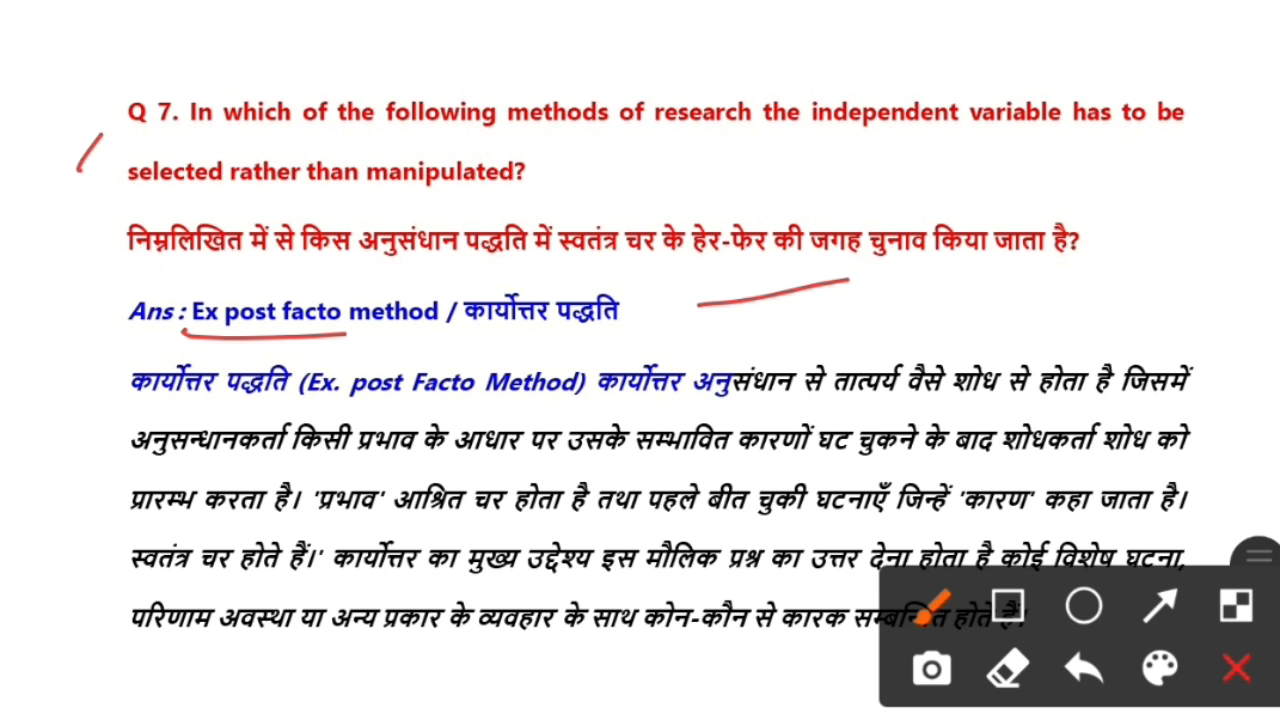 Q 7. In which of the following methods of research the independent variable has to be
selected rather than manipulated?
निम्नलिखित में से किस अनुसंधान पद्धति में स्वतंत्र चर के हेर-फेर की जगह चुनाव किया जाता है?
Ans : Ex post facto method / कार्योत्तर पद्धति
कार्योत्तर पद्धति (Ex. post Facto Method) कार्योत्तर अनुसंधान से तात्पर्य वैसे शोध से होता है जिसमें
अनुसन्धानकर्ता किसी प्रभाव के आधार पर उसके सम्भावित कारणों घट चुकने के बाद शोधकर्ता शोध को
प्रारम्भ करता है। 'प्रभाव' आश्रित चर होता है तथा पहले बीत चुकी घटनाएँ जिन्हें 'कारण' कहा जाता है।
स्वतंत्र चर होते हैं।' कार्योत्तर का मुख्य उद्देश्य इस मौलिक प्रश्न का उत्तर देना होता है कोई विशेष घटना,
परिणाम अवस्था या अन्य प्रकार के व्यवहार के साथ कोन-कौन से कारक सम्बन्धित होते हैं।